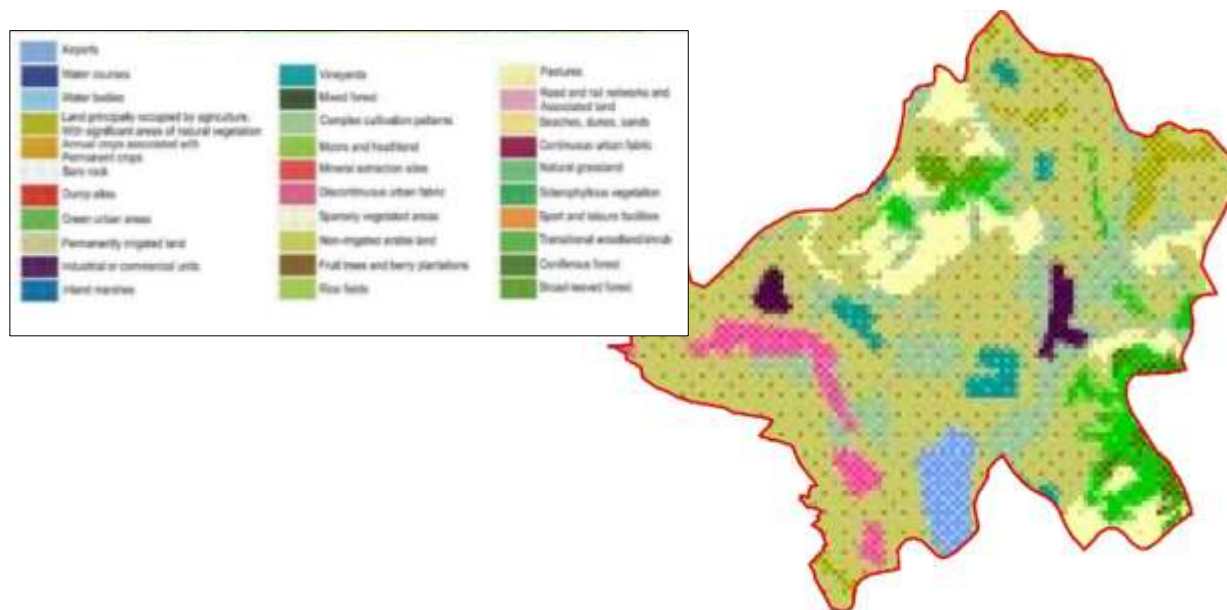 Airports
Water courses
Water bodies
Land principally occupied by agriculture,
With significant areas of natural vegetation
Annual crops associated with
Permanent crops
Bare rock
Dump sites
Green urban areas
Permanently irrigated land
Industrial or commercial units
Inland marshes
Vineyards
Mixed forest
Complex cultivation patterns
Moors and heathland
Mineral extraction sites
Discontinuous urban fabric
Sparsely vegetated areas
Non-irrigated arable land
Fruit trees and berry plantations
Rice fields
Pastures
Road and rail networks and
Associated land
Beaches, dunes, sands
Continuous urban fabric
Natural grassland
Sclerophyllous vegetation
Sport and leisure facilities
Transitional woodland/shrub
Coniferous forest
Broad-leaved forest